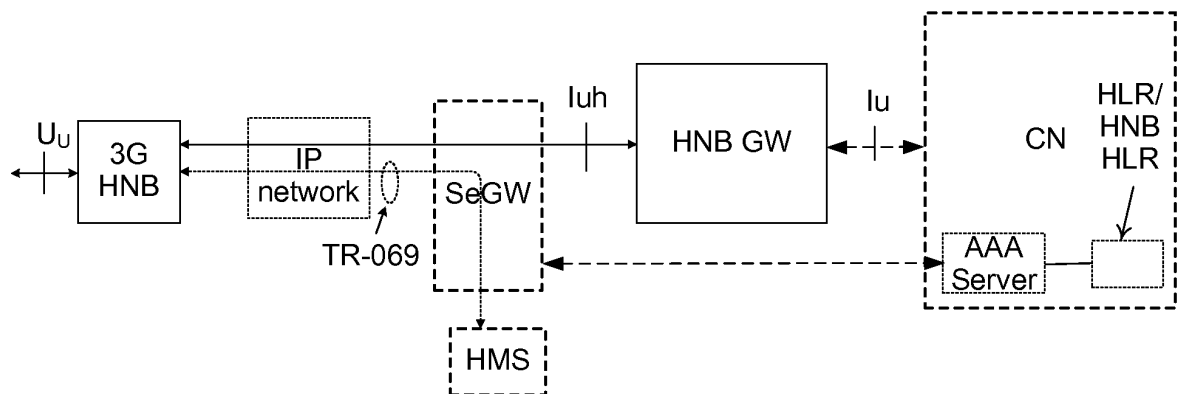 Uu
3G
HNB
IP
network
TR-069
SeGW
HMS
Iuh
HNB GW
Iu
CN
HLR/
HNB
HLR
AAA
Server